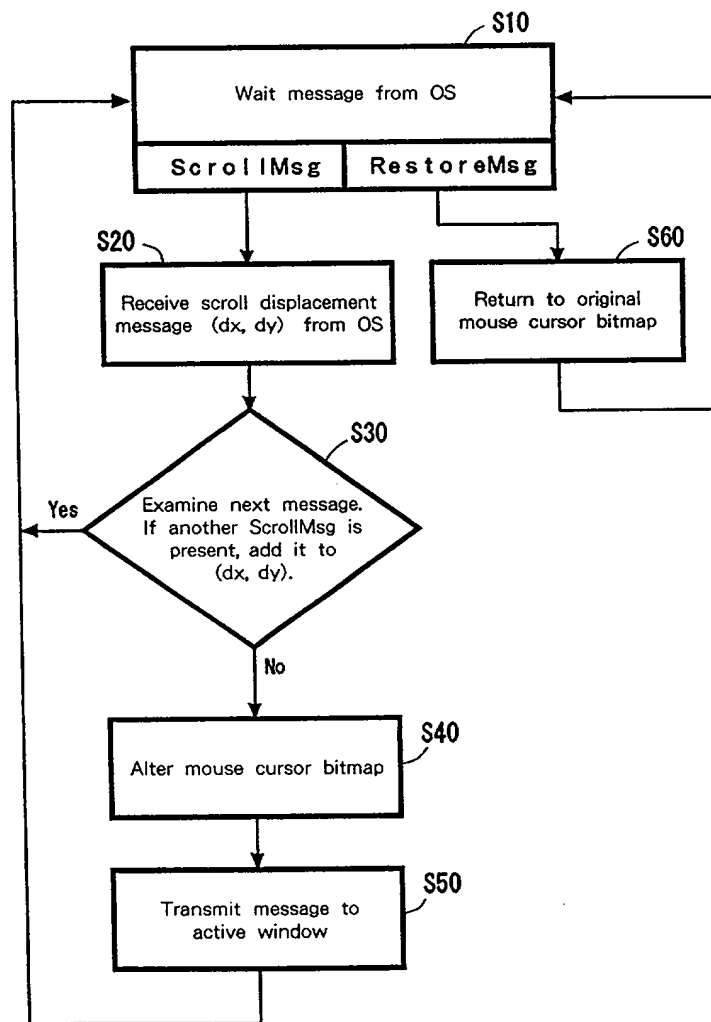 S10
Wait message from OS
ScrollMsg
RestoreMsg
S20
Receive scroll displacement
message (dx, dy) from OS
S60
Return to original
mouse cursor bitmap
S30
Examine next message.
If another ScrollMsg is
present, add it to
(dx, dy).
Yes
No
S40
Alter mouse cursor bitmap
S50
Transmit message to
active window